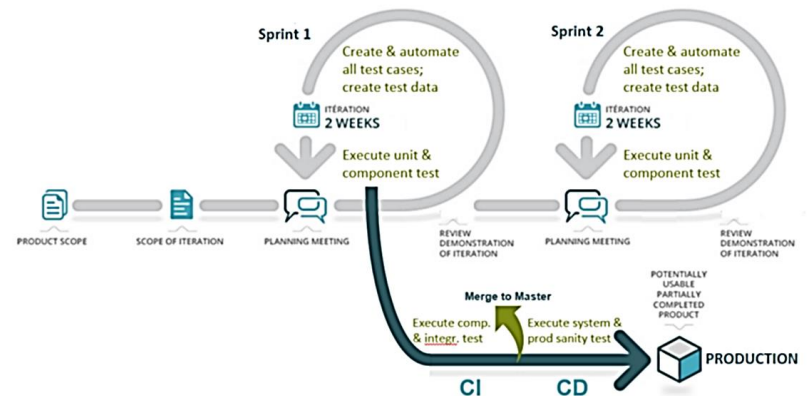 Sprint 1
Create & automate
all test cases;
create test data
ITÉRATION
2 WEEKS
Execute unit &
component test
Sprint 2
Create & automate
all test cases;
create test data
ITÉRATION
2 WEEKS
Execute unit &
component test
PRODUCT SCOPE
SCOPE OF ITERATION
PLANNING MEETING
REVIEW
DEMONSTRATION
OF ITERATION
PLANNING MEETING
REVIEW
DEMONSTRATION
OF ITERATION
POTENTIALLY
USABLE
PARTIALLY
COMPLETED
PRODUCT
Merge to Master
Execute comp.
& integr. test
Execute system &
prod sanity test
PRODUCTION
CI
CD